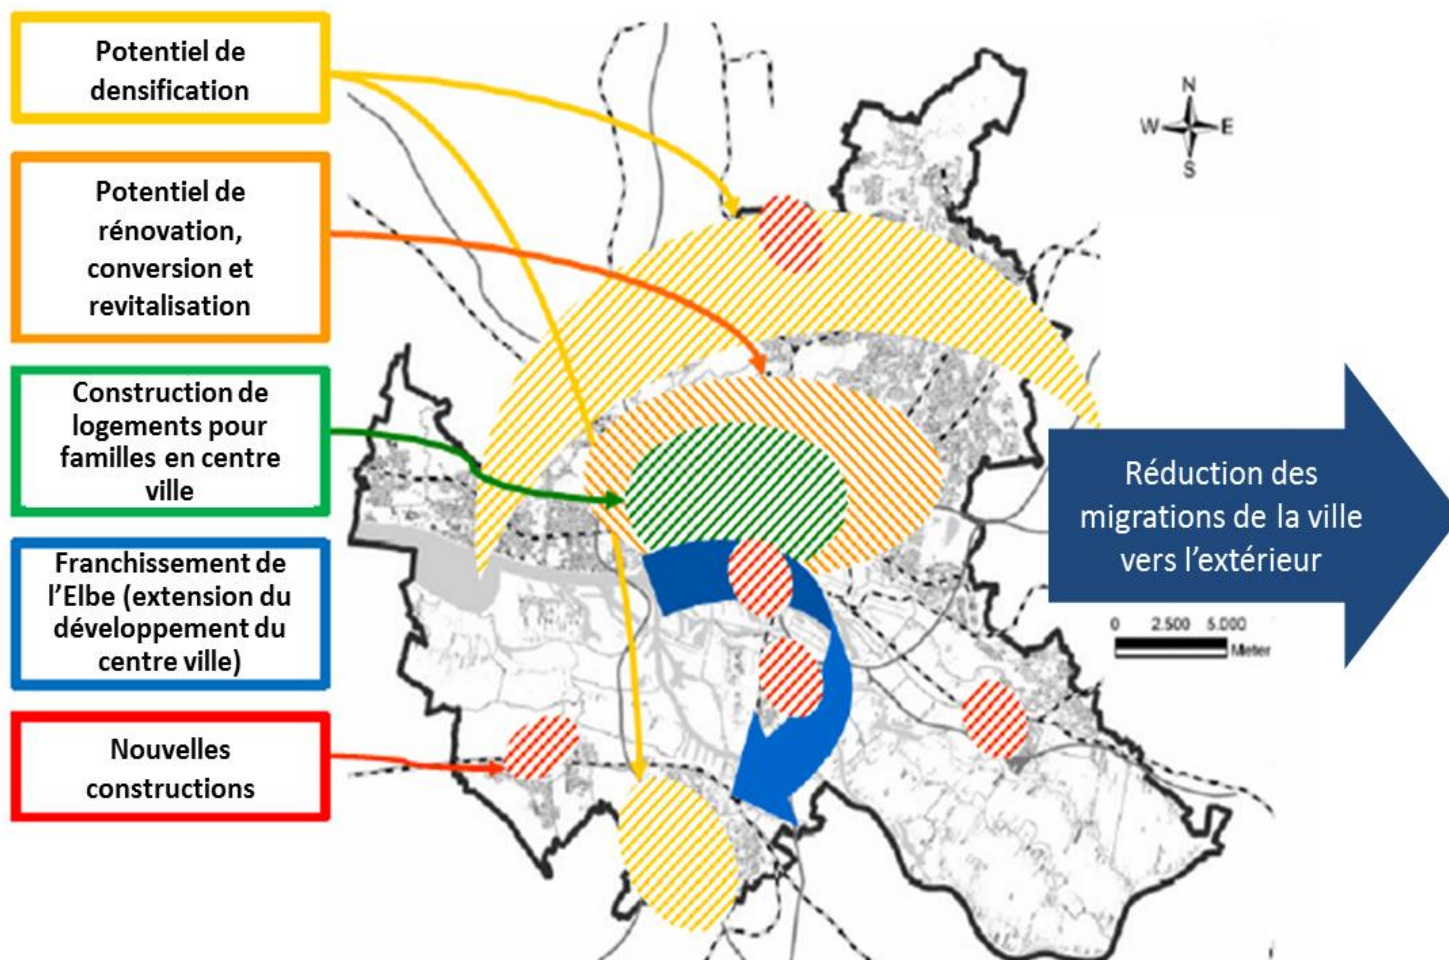 Potentiel de
densification
Potentiel de
rénovation,
conversion et
revitalisation
Construction de
logements pour
familles en centre
ville
Franchissement de
l’Elbe (extension du
développement du
centre ville)
Nouvelles
constructions
N
W E
S
Réduction des
migrations de la ville
vers l’extérieur
0 2.500 5.000
Meter